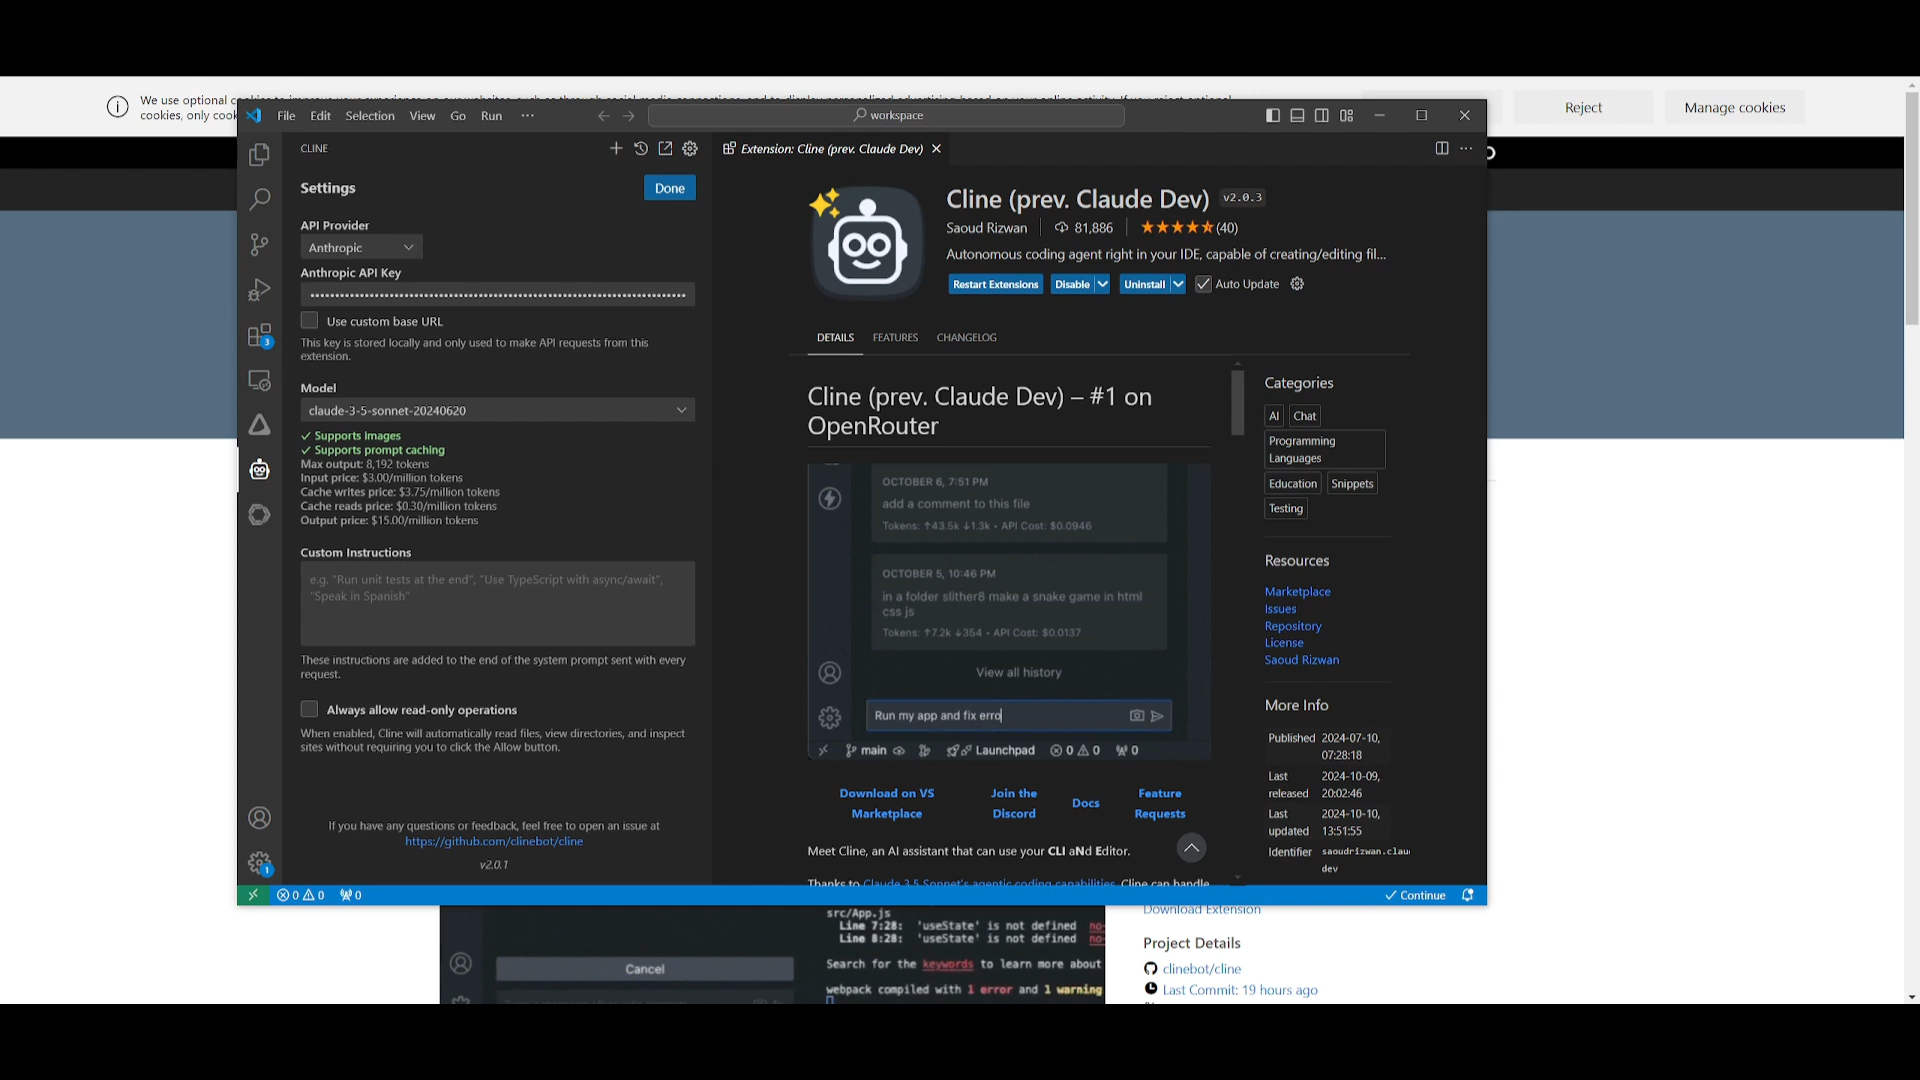 We use optional
cookies, only cook
Reject
Manage cookies
File Edit Selection View Go Run
workspace
CLINE
Settings
Done
API Provider
Anthropic
Anthropic API Key
Use custom base URL
This key is stored locally and only used to make API requests from this
extension.
Model
claude-3-5-sonnet-20240620
✓ Supports images
✓ Supports prompt caching
Max output: 8,192 tokens
Input price: $3.00/million tokens
Cache writes price: $3.75/million tokens
Cache reads price: $0.30/million tokens
Output price: $15.00/million tokens
Custom Instructions
e.g. "Run unit tests at the end", "Use TypeScript with async/await",
"Speak in Spanish"
These instructions are added to the end of the system prompt sent with every
request.
Always allow read-only operations
When enabled, Cline will automatically read files, view directories, and inspect
sites without requiring you to click the Allow button.
If you have any questions or feedback, feel free to open an issue at
https://github.com/clinebot/cline
v2.0.1
3
1
Extension: Cline (prev. Claude Dev)
Cline (prev. Claude Dev) v2.0.3
Saoud Rizwan 81,886 (40)
Autonomous coding agent right in your IDE, capable of creating/editing fil...
Restart Extensions Disable Uninstall Auto Update
DETAILS FEATURES CHANGELOG
Cline (prev. Claude Dev) – #1 on
OpenRouter
OCTOBER 6, 7:51 PM
add a comment to this file
Tokens: ↑43.5k ↓1.3k • API Cost: $0.0946
OCTOBER 5, 10:46 PM
in a folder slither8 make a snake game in html
css js
Tokens: ↑7.2k ↓354 • API Cost: $0.0137
View all history
Run my app and fix erro
main Launchpad 0 0 0
Download on VS
Marketplace
Join the
Discord
Docs
Feature
Requests
Meet Cline, an AI assistant that can use your CLI aNd Editor.
Thanks to Claude 3.5 Sonnet's agentic coding capabilities, Cline can handle
Categories
AI Chat
Programming
Languages
Education Snippets
Testing
Resources
Marketplace
Issues
Repository
License
Saoud Rizwan
More Info
Published 2024-07-10,
07:28:18
Last 2024-10-09,
released 20:02:46
Last 2024-10-10,
updated 13:51:55
Identifier saoudrizwan.clau
dev
0 0 0
Continue
src/App.js
Line 7:28: 'useState' is not defined no-
Line 8:28: 'useState' is not defined no-
Search for the keywords to learn more about
webpack compiled with 1 error and 1 warning
Cancel
Download Extension
Project Details
clinebot/cline
Last Commit: 19 hours ago